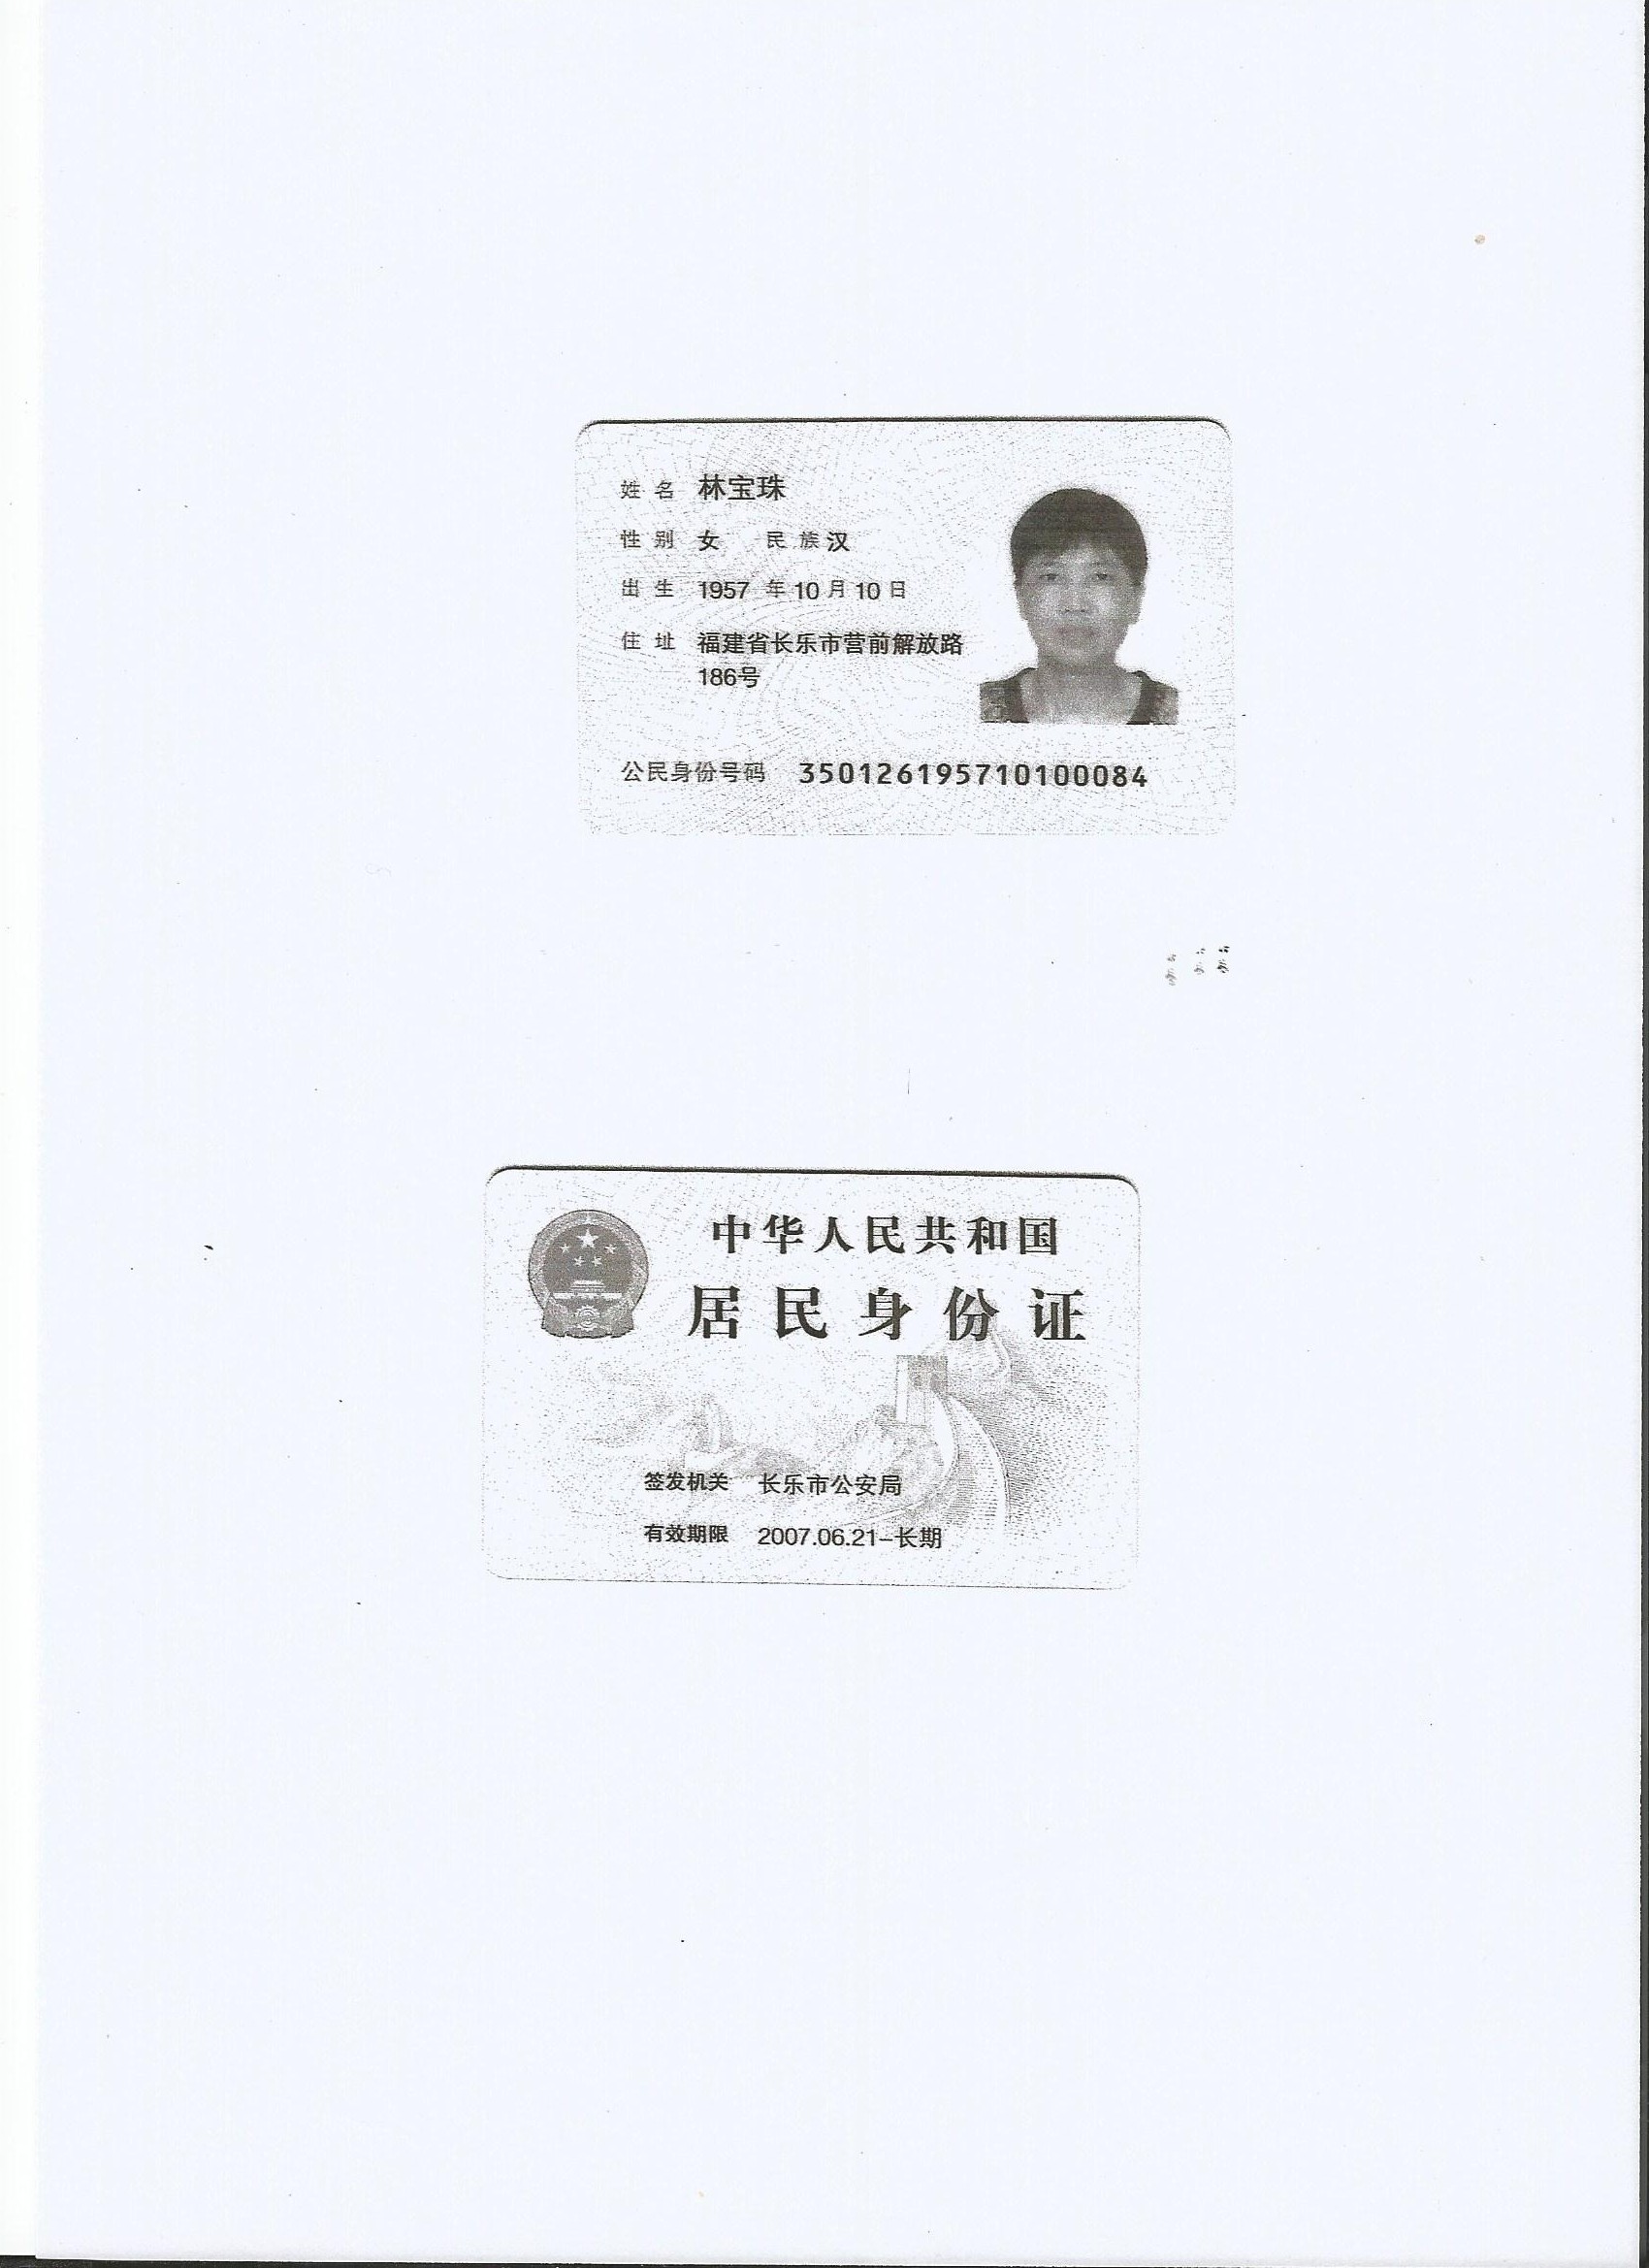 姓名 林宝珠
性别 女 民族 汉
出生 1957 年 10 月 10 日
住址 福建省长乐市营前解放路
186号
公民身份号码 350126195710100084
中华人民共和国
居民身份证
签发机关 长乐市公安局
有效期限 2007.06.21-长期